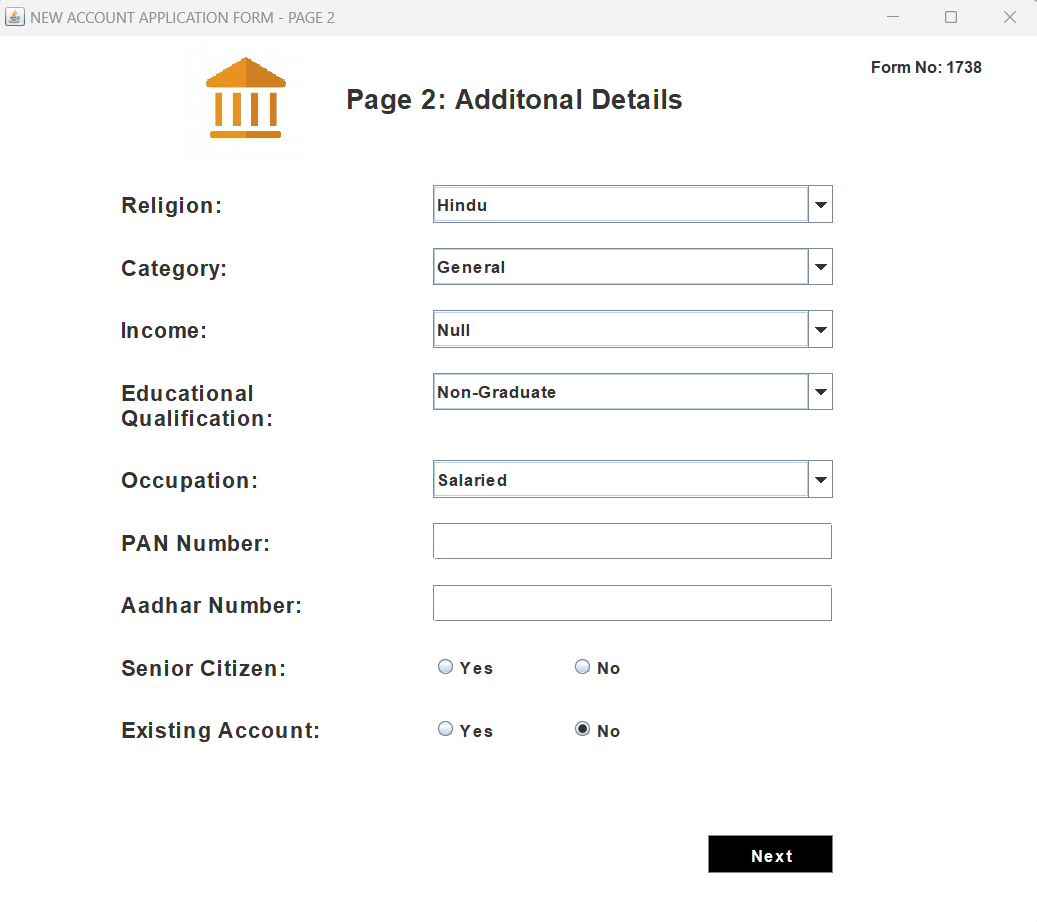 NEW ACCOUNT APPLICATION FORM - PAGE 2
Form No: 1738
Page 2: Additonal Details
Religion: Hindu
Category: General
Income: Null
Educational Non-Graduate
Qualification:
Occupation: Salaried
PAN Number:
Aadhar Number:
Senior Citizen: Yes No
Existing Account: Yes No
Next